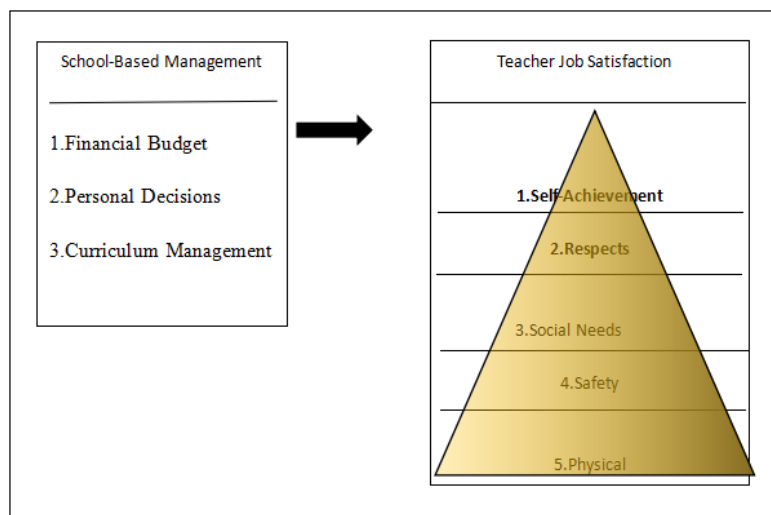 School-Based Management
1.Financial Budget
2.Personal Decisions
3.Curriculum Management
Teacher Job Satisfaction
1.Self-Achievement
2.Respects
3.Social Needs
4.Safety
5.Physical